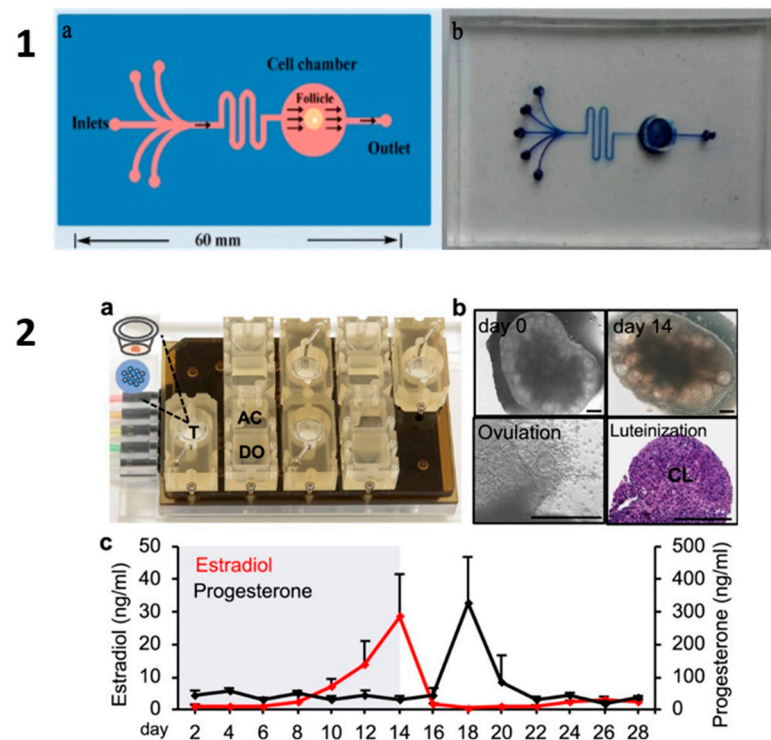 1
a
Cell chamber
Follicle
Inlets
Outlet
60 mm
b
2
a
T
AC
DO
b
day 0
day 14
Ovulation
Luteinization
CL
c
Estradiol (ng/ml)
50
40
30
20
10
0
Estradiol
Progesterone
500
400
300
200
100
0
Progesterone (ng/ml)
day 2 4 6 8 10 12 14 16 18 20 22 24 26 28